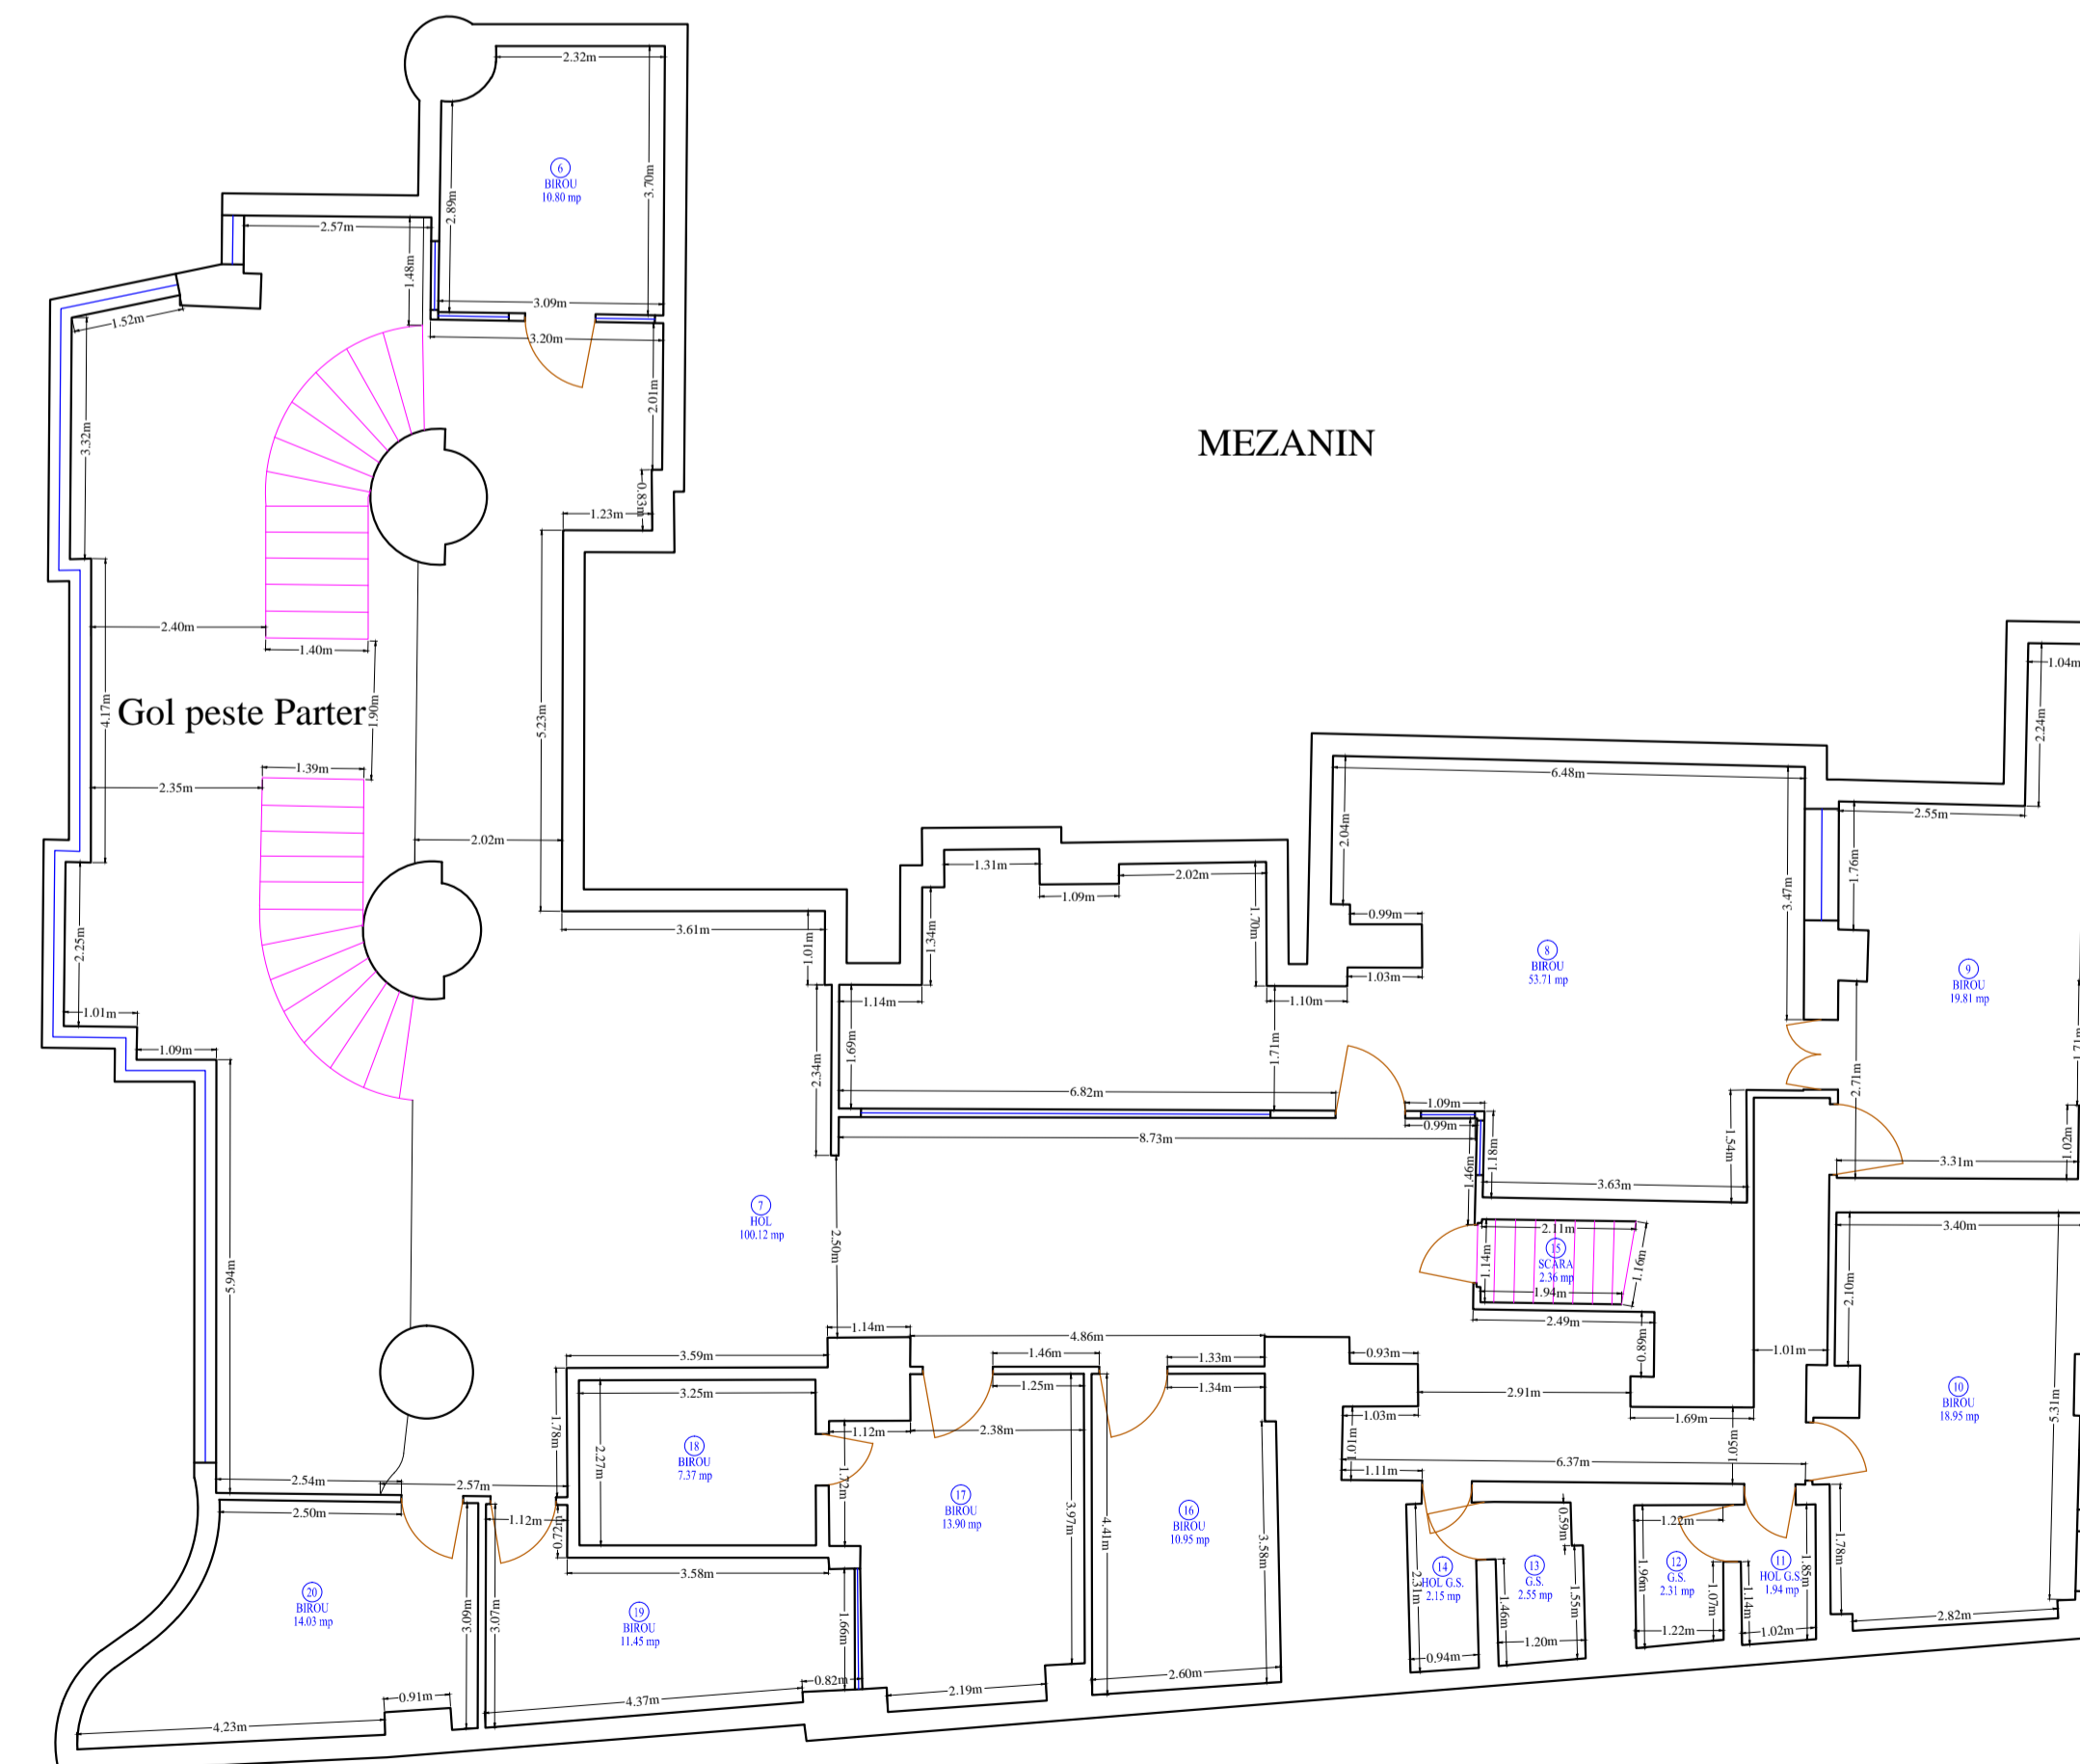 2.32m
3.70m
2.89m
6
BIROU
10.80 mp
2.57m
1.48m
3.09m
3.20m
1.52m
3.32m
2.01m
0.83m
1.23m
MEZANIN
2.40m
1.40m
4.17m
Gol peste Parter
1.90m
5.23m
1.39m
2.35m
2.02m
1.04m
2.24m
6.48m
2.04m
3.47m
2.55m
1.76m
1.31m
1.09m
2.02m
1.70m
1.34m
0.99m
1.03m
3.61m
1.01m
1.14m
1.10m
8
BIROU
53.71 mp
9
BIROU
19.81 mp
2.25m
1.01m
1.09m
2.34m
1.69m
1.71m
1.71m
6.82m
1.09m
0.99m
8.73m
1.46m
1.18m
3.63m
1.54m
2.71m
1.02m
3.31m
7
HOL
100.12 mp
2.50m
5.94m
2.11m
15
SCARA
2.36 mp
1.14m
1.16m
1.94m
2.49m
0.89m
3.40m
2.10m
1.01m
5.31m
10
BIROU
18.95 mp
1.14m
4.86m
3.59m
1.46m
1.33m
0.93m
3.25m
1.25m
1.34m
2.91m
1.03m
1.69m
1.78m
2.27m
18
BIROU
7.37 mp
1.12m
2.38m
1.72m
1.01m
1.05m
6.37m
1.11m
2.54m
2.57m
2.50m
1.12m
0.72m
17
BIROU
13.90 mp
3.97m
4.41m
16
BIROU
10.95 mp
3.58m
0.59m
1.22m
1.78m
14
HOL G.S.
2.15 mp
13
G.S.
2.55 mp
12
G.S.
2.31 mp
11
HOL G.S.
1.94 mp
2.31m
1.46m
1.55m
1.96m
1.07m
1.14m
1.85m
3.58m
20
BIROU
14.03 mp
3.09m
3.07m
19
BIROU
11.45 mp
1.66m
1.20m
1.22m
1.02m
2.82m
0.94m
0.82m
2.60m
2.19m
0.91m
4.37m
4.23m